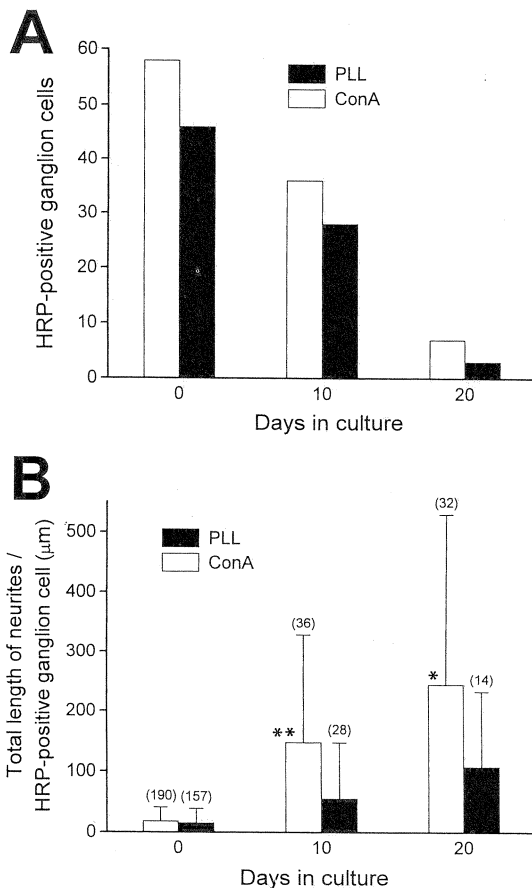 A
HRP-positive ganglion cells
60
50
40
30
20
10
0
PLL
ConA
0 10 20
Days in culture
B
Total length of neurites /
HRP-positive ganglion cell (μm)
500
400
300
200
100
0
PLL
ConA
(190) (157)
(36)
**
(28)
(32)
*
(14)
0 10 20
Days in culture